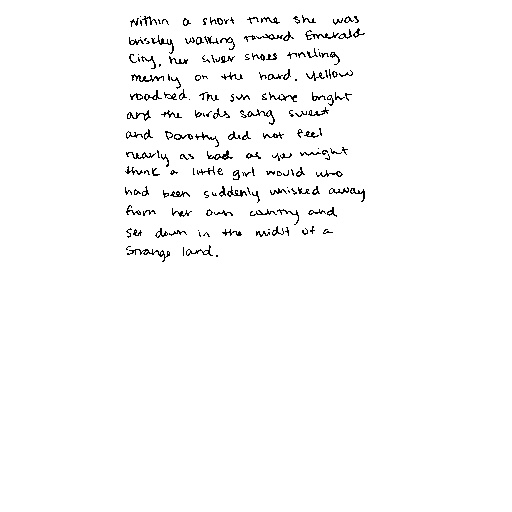 Within a short time she was
briskley walking toward Emerald
City, her silver shoes tinkling
merrily on the hard, yellow
roadbed. The sun shone bright
and the birds sang sweet
and Dorothy did not feel
nearly as bad as you might
think a little girl would who
had been suddenly whisked away
from her own country and
set down in the midst of a
strange land.